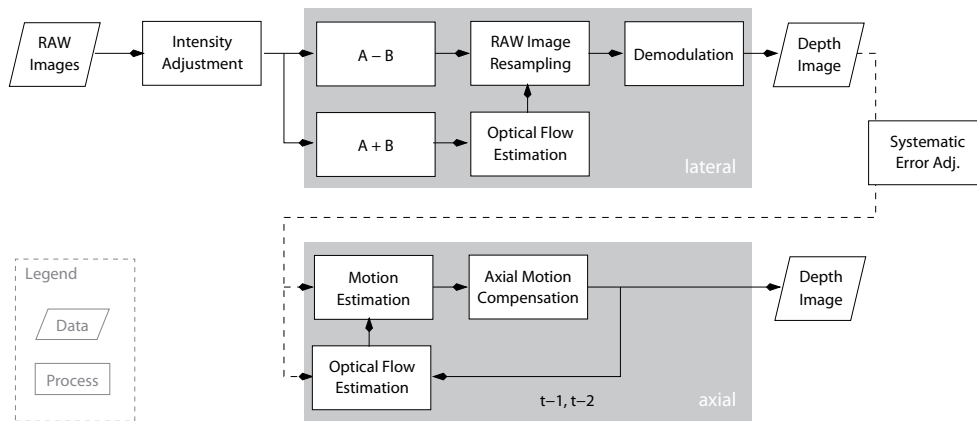 RAW
Images
Intensity
Adjustment
A − B
RAW Image
Resampling
Demodulation
Depth
Image
A + B
Optical Flow
Estimation
lateral
Systematic
Error Adj.
Legend
Data
Process
Motion
Estimation
Axial Motion
Compensation
Depth
Image
Optical Flow
Estimation
t−1, t−2
axial